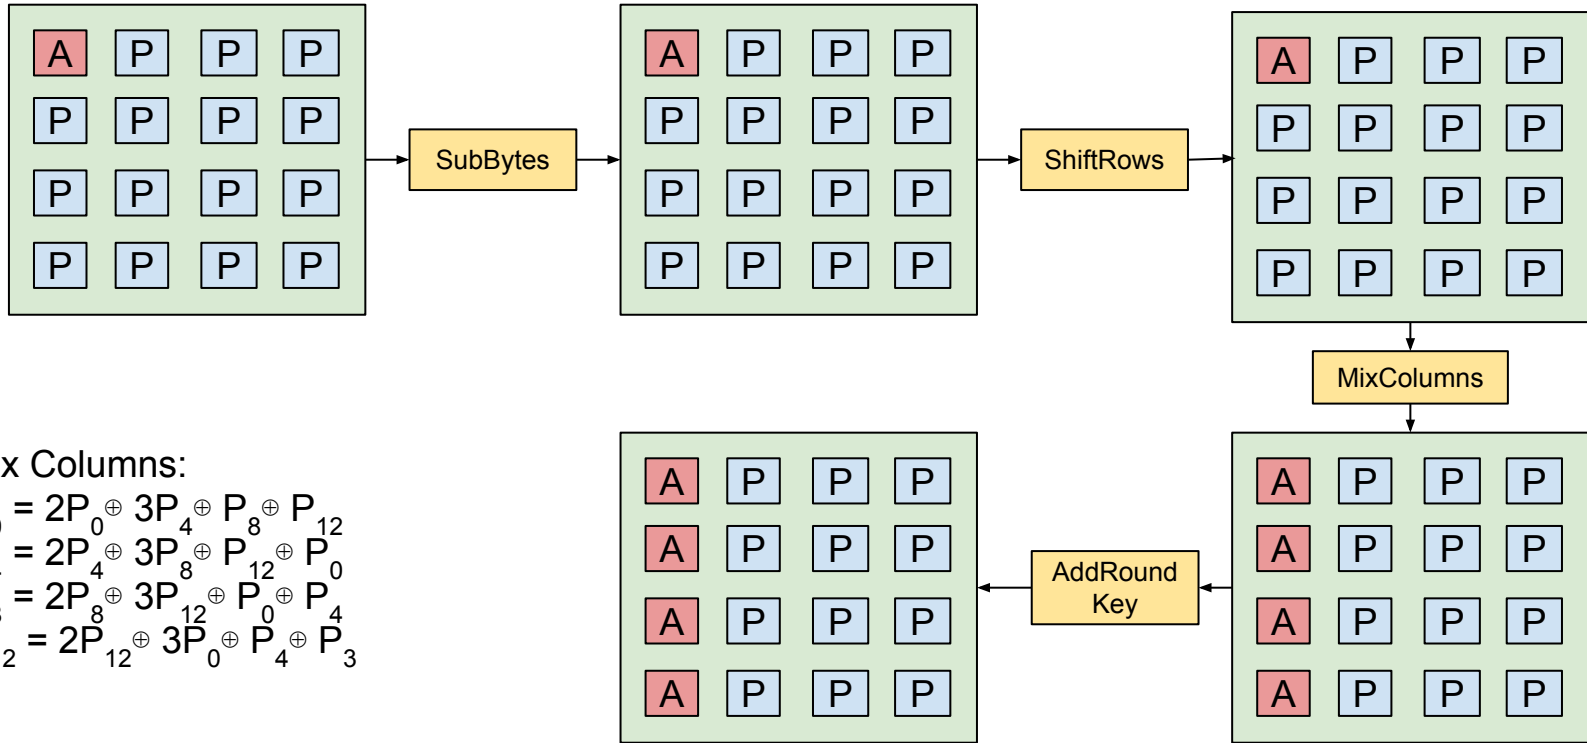 A P P P
P P P P
P P P P
P P P P
SubBytes
A P P P
P P P P
P P P P
P P P P
ShiftRows
A P P P
P P P P
P P P P
P P P P
MixColumns
A P P P
A P P P
A P P P
A P P P
AddRound
Key
A P P P
A P P P
A P P P
A P P P
x Columns:
= 2P₀⊕ 3P₄⊕ P₈⊕ P₁₂
= 2P₄⊕ 3P₈⊕ P₁₂⊕ P₀
= 2P₈⊕ 3P₁₂⊕ P₀⊕ P₄
₂ = 2P₁₂⊕ 3P₀⊕ P₄⊕ P₃